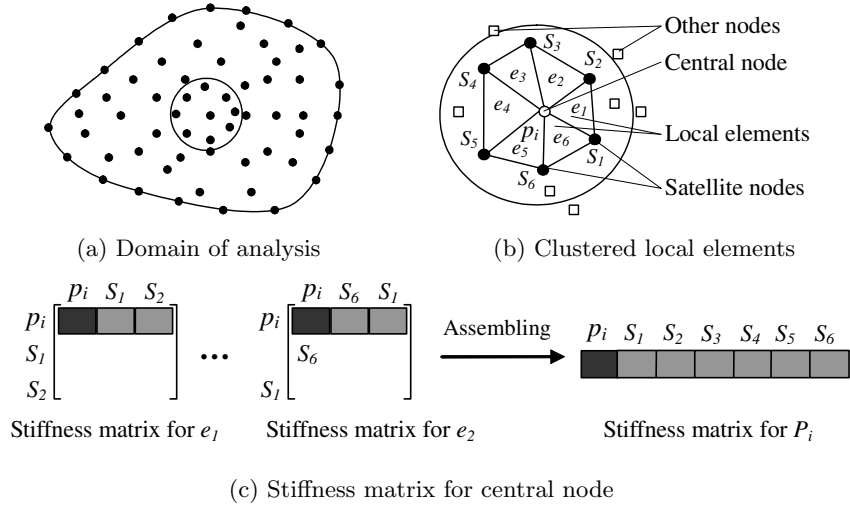 Other nodes
Central node
Local elements
Satellite nodes
S3
S2
S4
e3
e2
e4
e1
pi
S5
e5
e6
S1
S6
(a) Domain of analysis
(b) Clustered local elements
pi S1 S2
pi
S1
S2
Stiffness matrix for e1
...
pi S6 S1
pi
S6
S1
Stiffness matrix for e2
Assembling
pi S1 S2 S3 S4 S5 S6
Stiffness matrix for Pi
(c) Stiffness matrix for central node